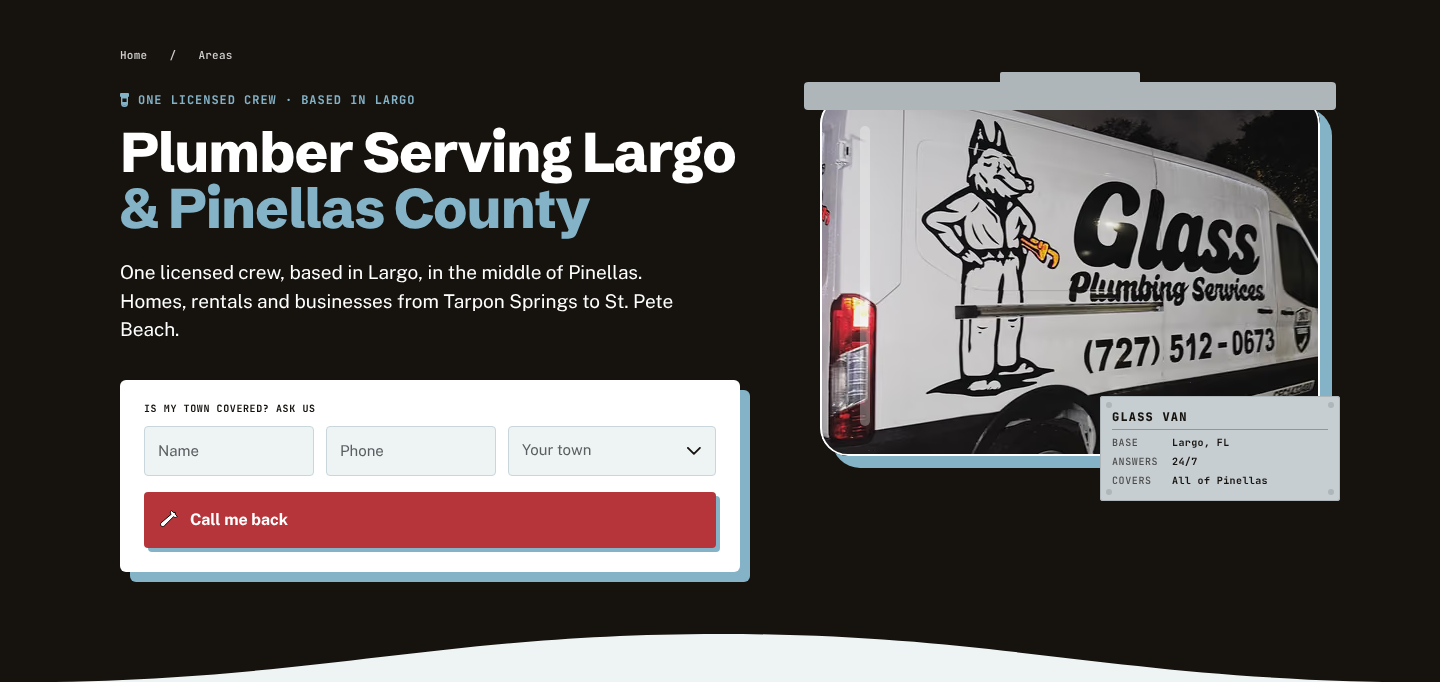 Home / Areas
ONE LICENSED CREW · BASED IN LARGO
Plumber Serving Largo
& Pinellas County
One licensed crew, based in Largo, in the middle of Pinellas.
Homes, rentals and businesses from Tarpon Springs to St. Pete
Beach.
IS MY TOWN COVERED? ASK US
Name
Phone
Your town
Call me back
Glass
Plumbing Services
(727) 512-0673
GLASS VAN
BASE Largo, FL
ANSWERS 24/7
COVERS All of Pinellas